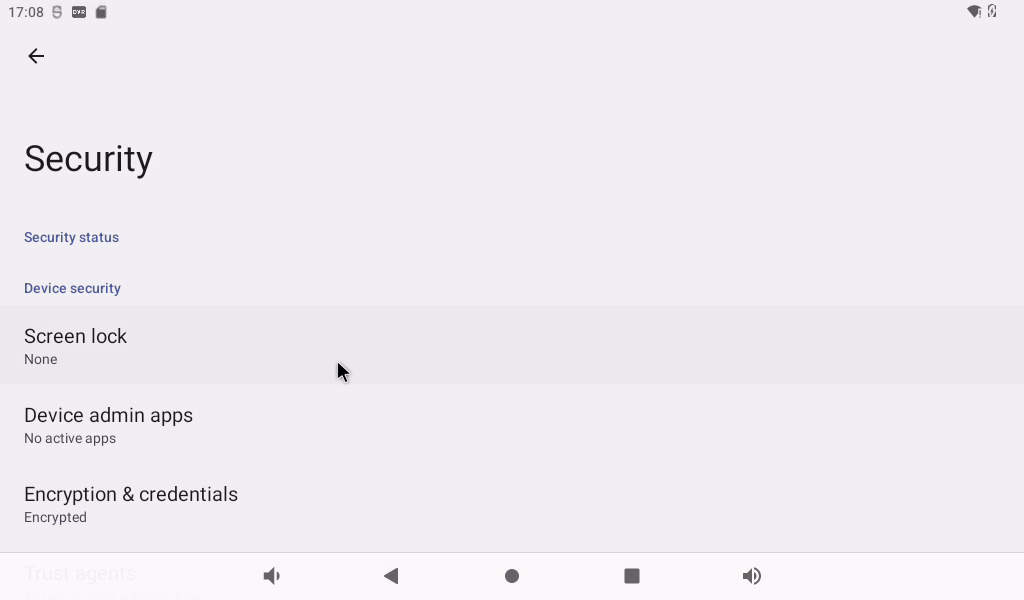 17:08
Security
Security status
Device security
Screen lock
None
Device admin apps
No active apps
Encryption & credentials
Encrypted
Trust agents